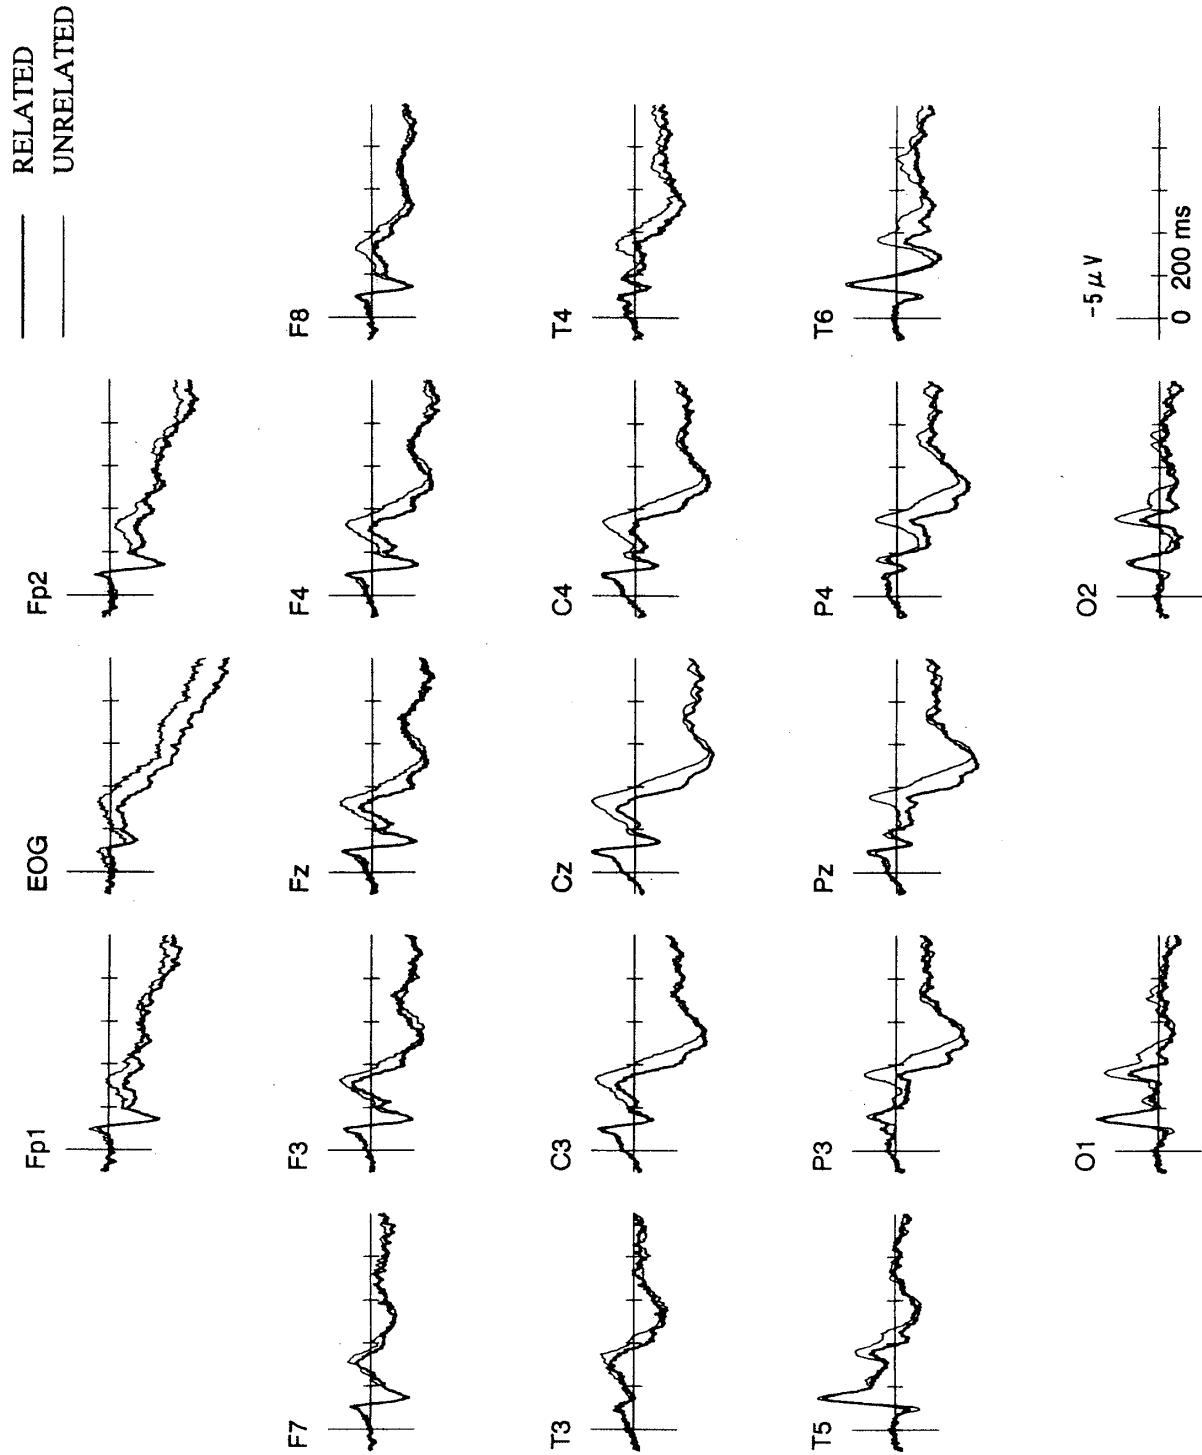 RELATED
UNRELATED
Fp1
EOG
Fp2
F7
F3
Fz
F4
F8
T3
C3
Cz
C4
T4
T5
P3
Pz
P4
T6
O1
O2
-5 μV
0 200 ms